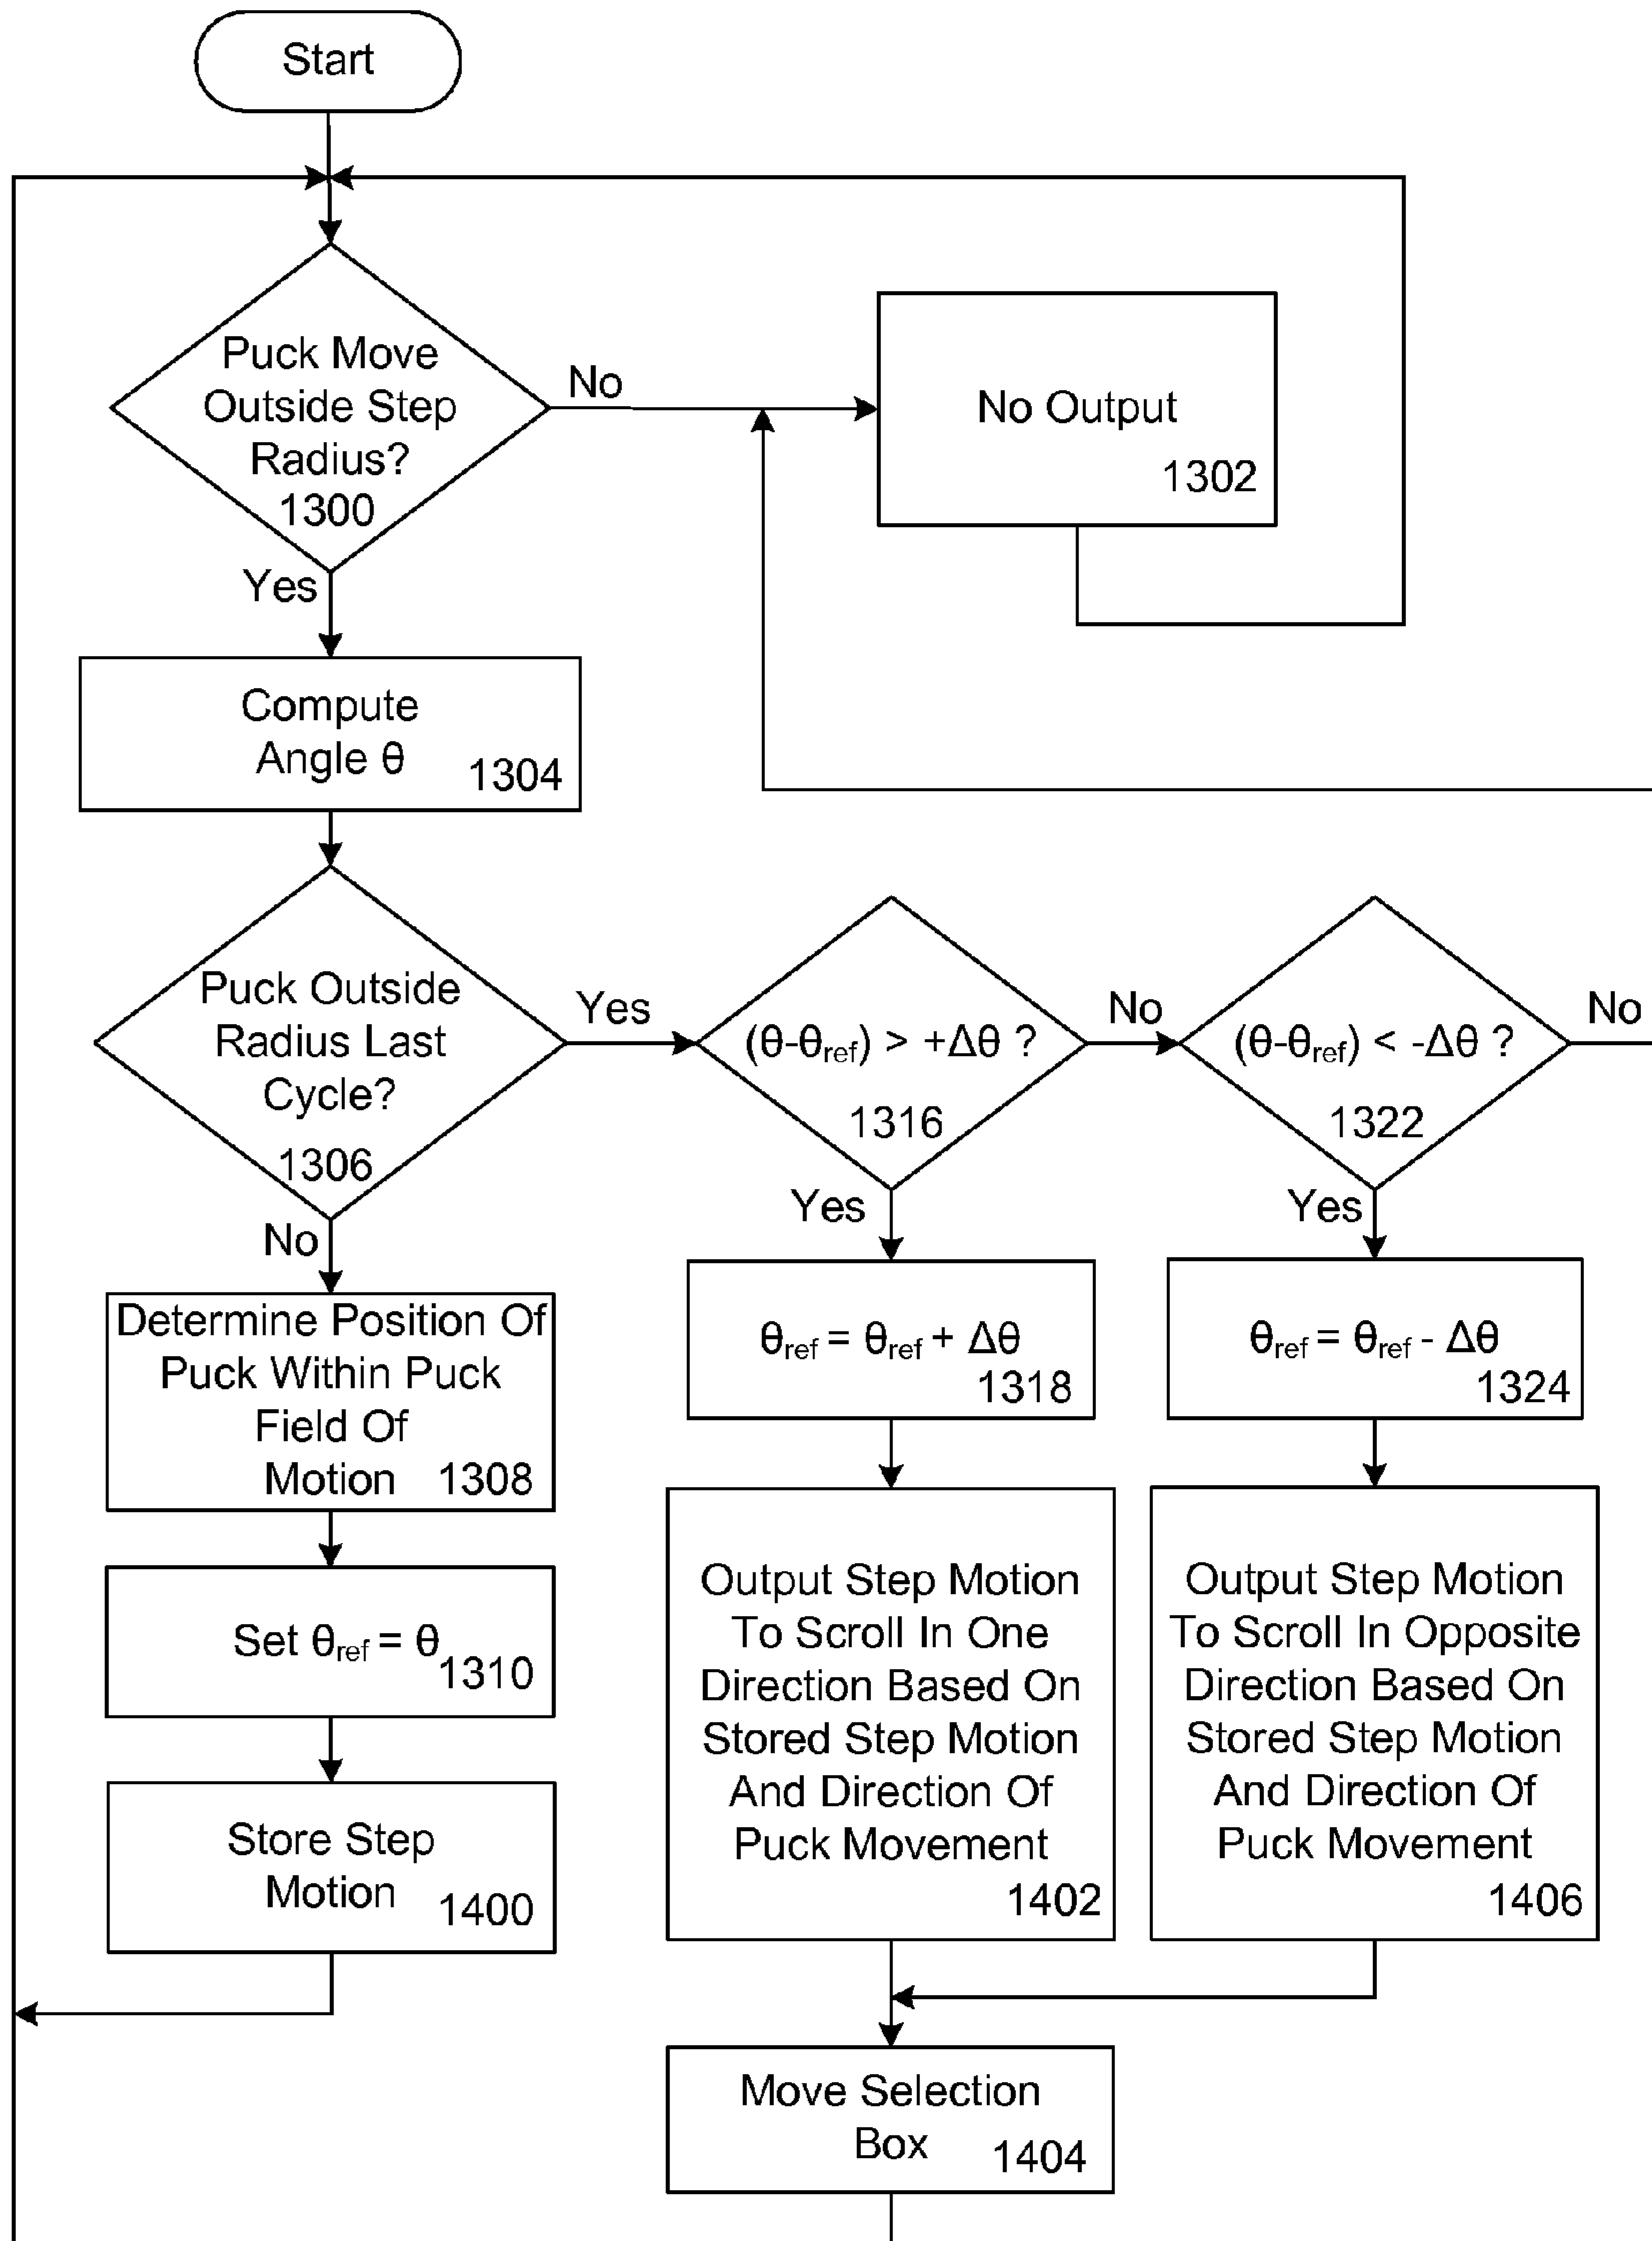 Start
Puck Move
Outside Step
Radius?
1300
No
No Output
1302
Yes
Compute
Angle θ
1304
Puck Outside
Radius Last
Cycle?
1306
Yes
(θ-θref) > +Δθ ?
1316
No
(θ-θref) < -Δθ ?
1322
No
No
Determine Position Of
Puck Within Puck
Field Of
Motion 1308
Yes
θref = θref + Δθ
1318
Yes
θref = θref - Δθ
1324
Set θref = θ
1310
Store Step
Motion 1400
Output Step Motion
To Scroll In One
Direction Based On
Stored Step Motion
And Direction Of
Puck Movement
1402
Output Step Motion
To Scroll In Opposite
Direction Based On
Stored Step Motion
And Direction Of
Puck Movement
1406
Move Selection
Box 1404